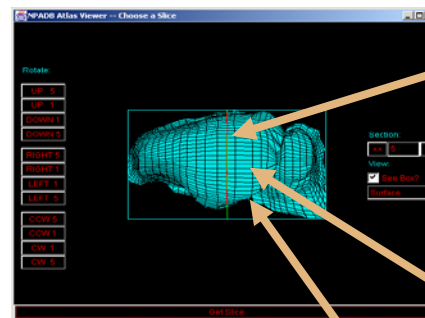 NPADB Atlas Viewer -- Choose a Slice
Rotate:
UP 5
UP 1
DOWN 1
DOWN 5
RIGHT 5
RIGHT 1
LEFT 1
LEFT 5
CCW 5
CCW 1
CW 1
CW 5
Section:
<< 5
View:
See Box?
Surface
Get Slice